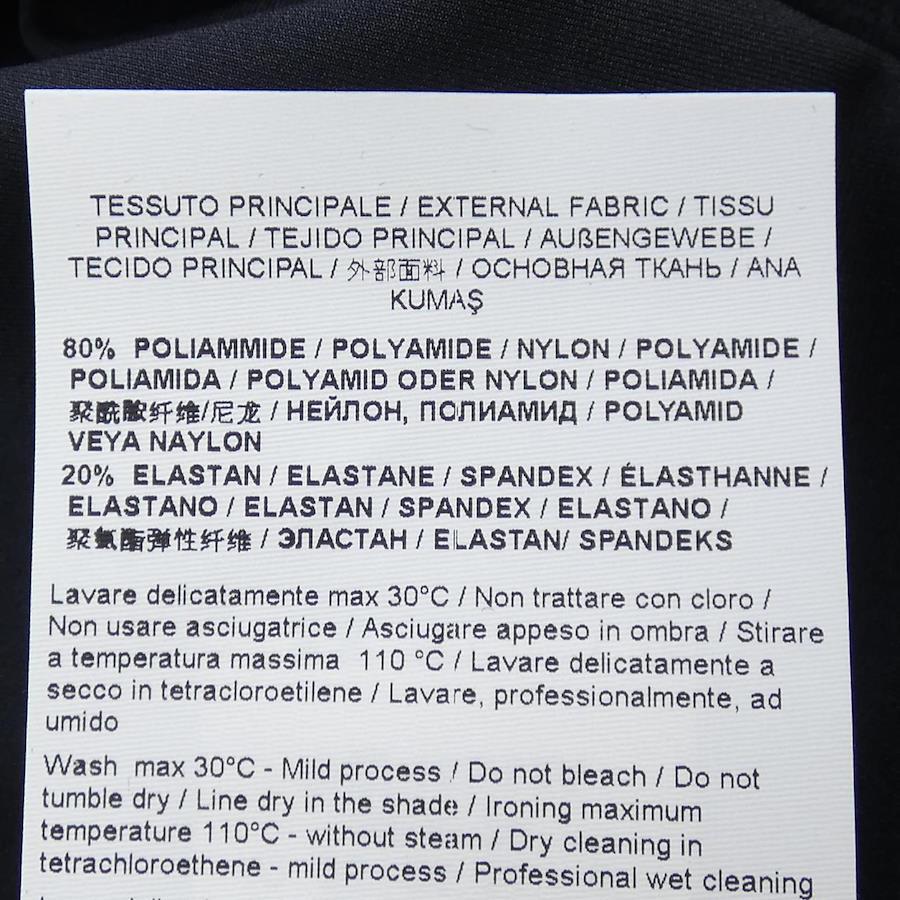 TESSUTO PRINCIPALE / EXTERNAL FABRIC / TISSU
PRINCIPAL / TEJIDO PRINCIPAL / AUßENGEWEBE /
TECIDO PRINCIPAL / 外部面料 / ОСНОВНАЯ ТКАНЬ / ANA
KUMAŞ
80% POLIAMMIDE / POLYAMIDE / NYLON / POLYAMIDE /
POLIAMIDA / POLYAMID ODER NYLON / POLIAMIDA /
聚酰胺纤维/尼龙 / НЕЙЛОН, ПОЛИАМИД / POLYAMID
VEYA NAYLON
20% ELASTAN / ELASTANE / SPANDEX / ÉLASTHANNE /
ELASTANO / ELASTAN / SPANDEX / ELASTANO /
聚氨酯弹性纤维 / ЭЛАСТАН / ELASTAN/ SPANDEKS
Lavare delicatamente max 30°C / Non trattare con cloro /
Non usare asciugatrice / Asciugare appeso in ombra / Stirare
a temperatura massima 110 °C / Lavare delicatamente a
secco in tetracloroetilene / Lavare, professionalmente, ad
umido
Wash max 30°C - Mild process / Do not bleach / Do not
tumble dry / Line dry in the shade / Ironing maximum
temperature 110°C - without steam / Dry cleaning in
tetrachloroethene - mild process / Professional wet cleaning